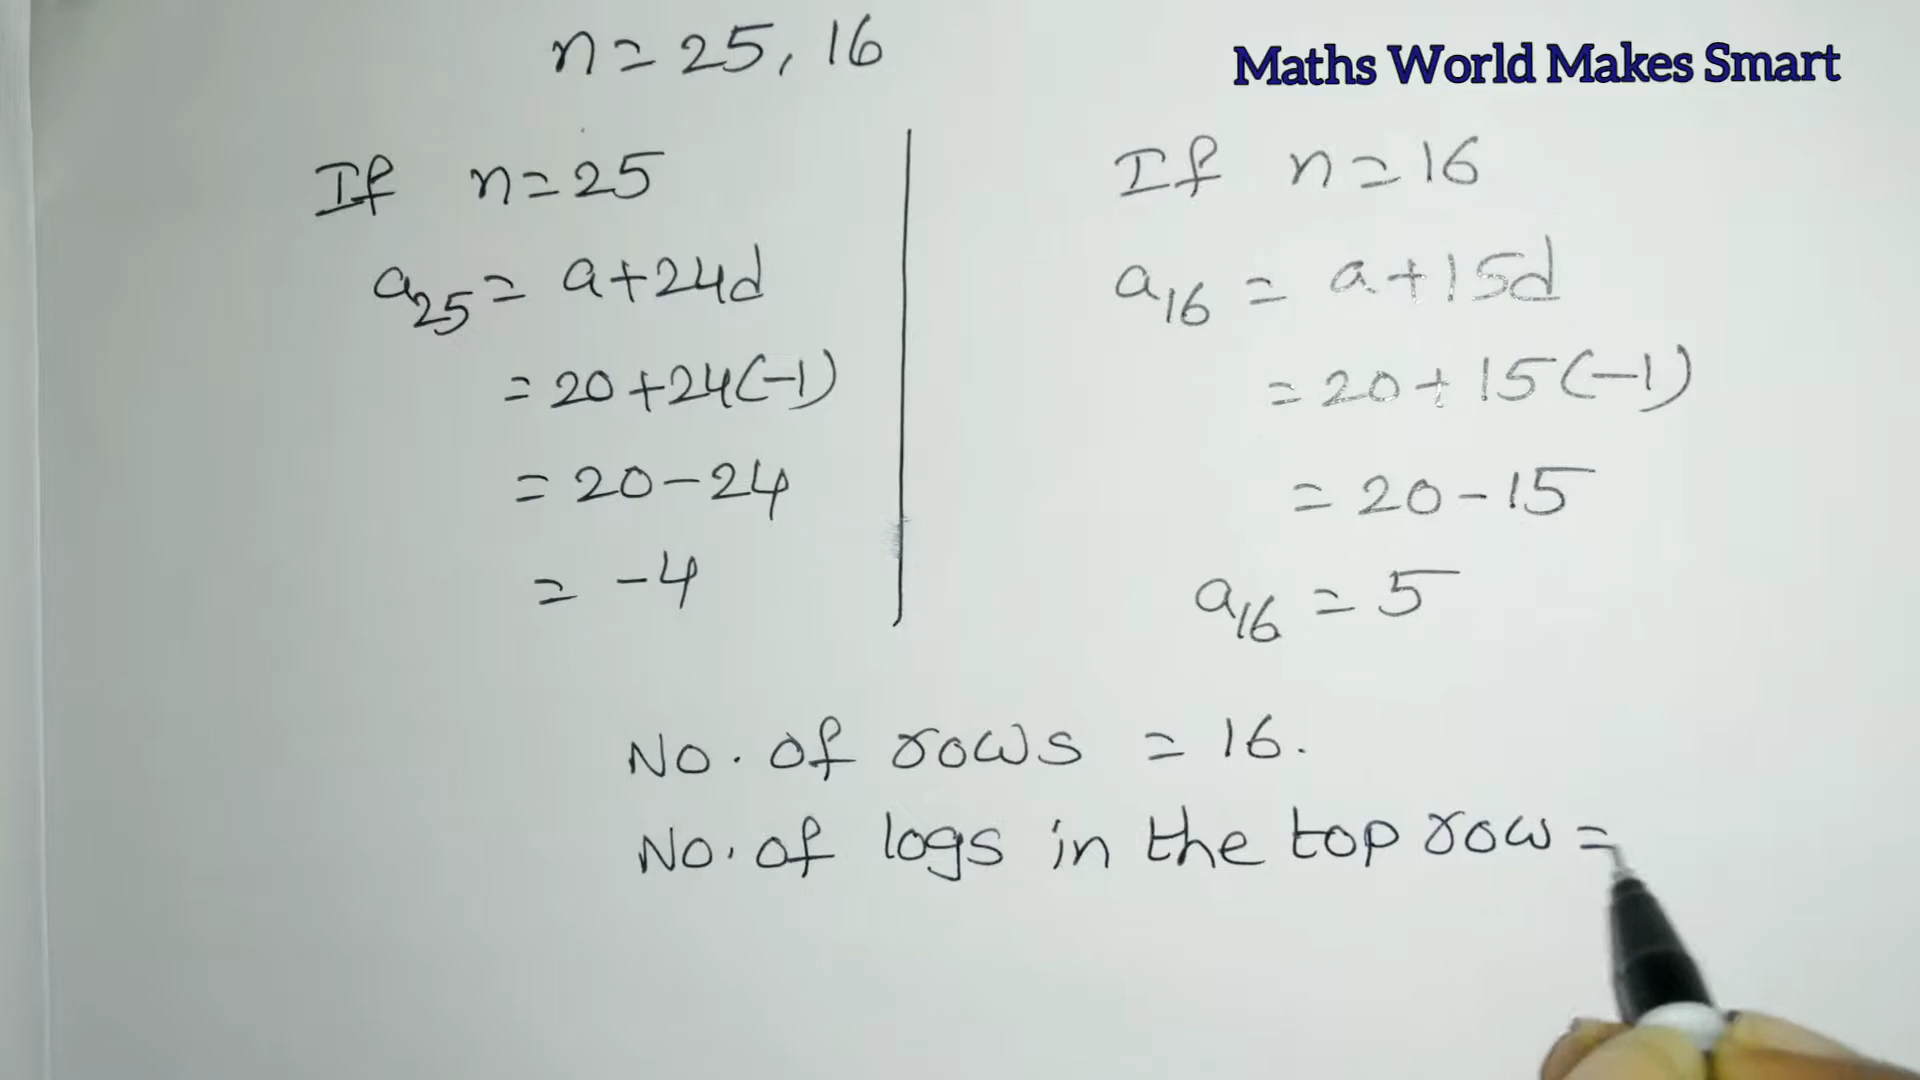 n = 25, 16
Maths World Makes Smart
If n = 25
a25 = a + 24d
= 20 + 24(-1)
= 20 - 24
= -4
If n = 16
a16 = a + 15d
= 20 + 15(-1)
= 20 - 15
a16 = 5
No. of rows = 16.
No. of logs in the top row =